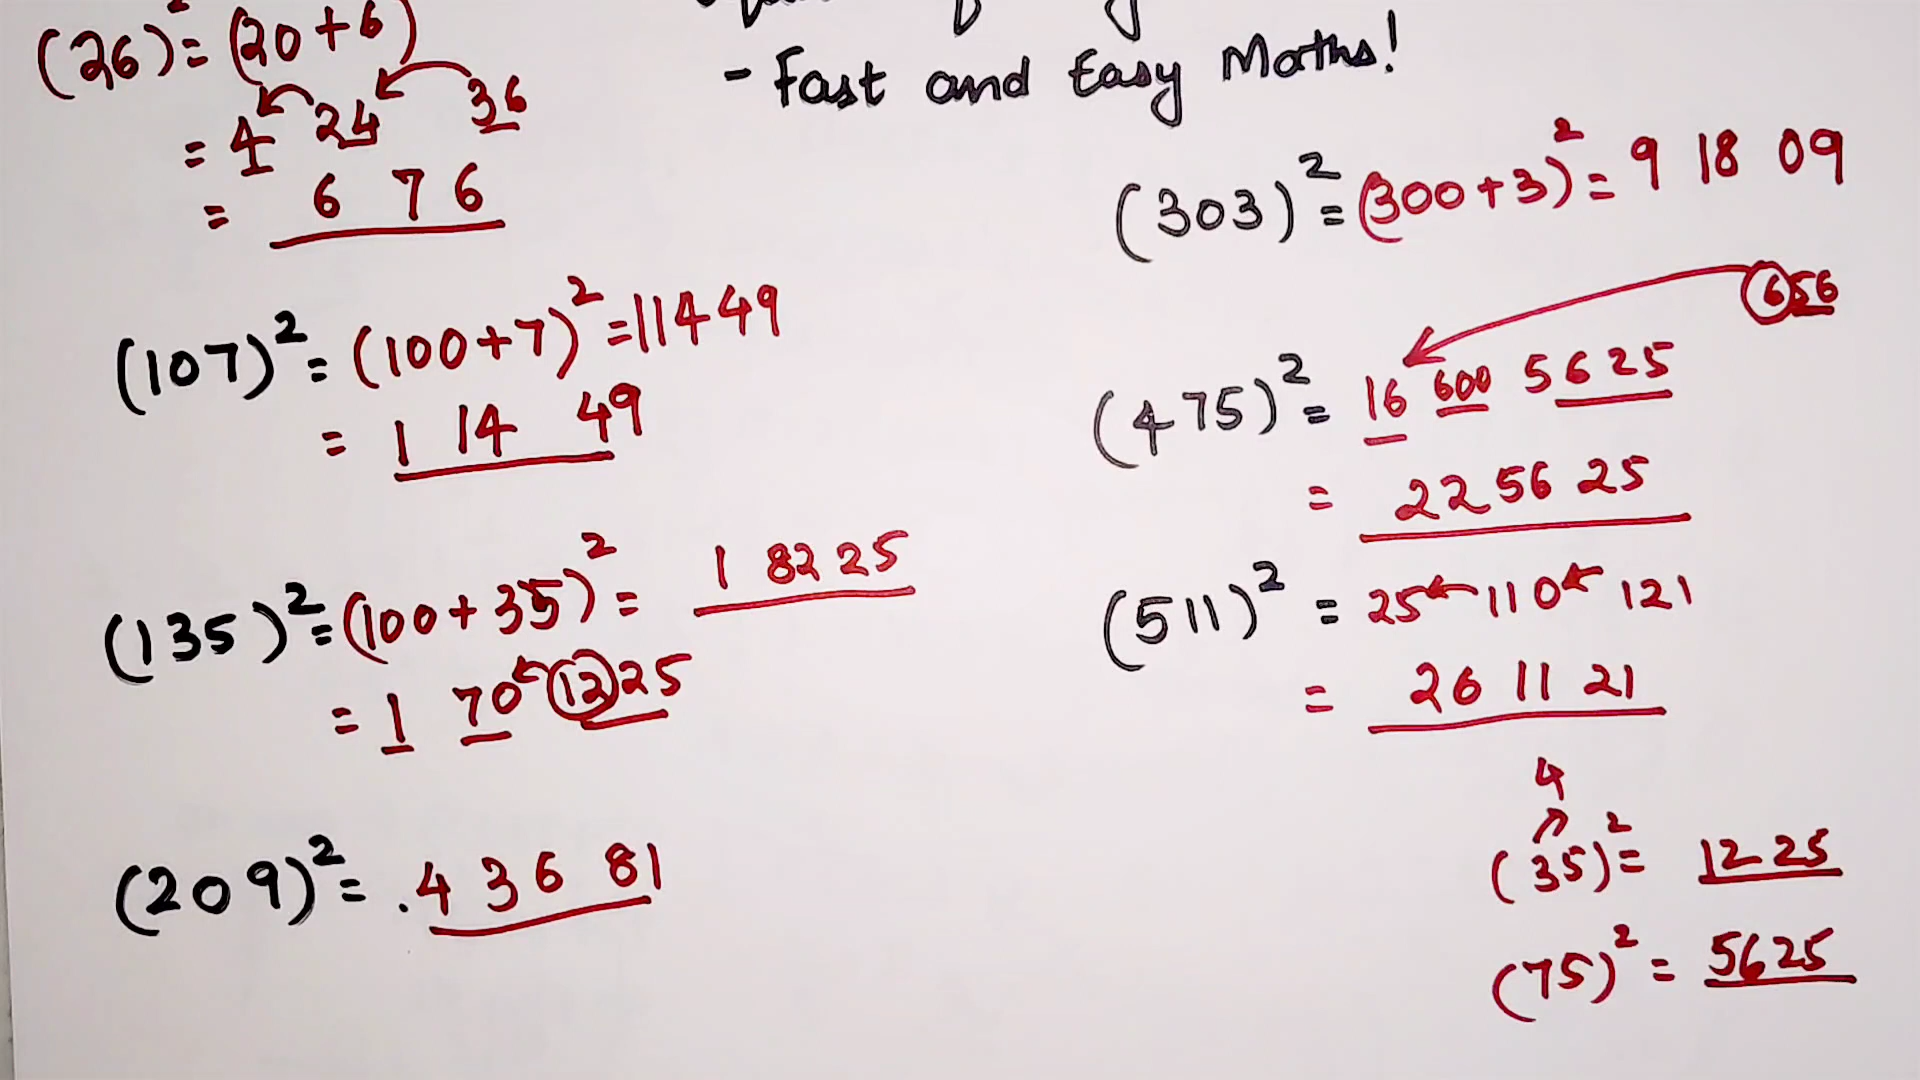 (26)² = (20 + 6)
= 4 24 36
= 6 7 6
(107)² = (100 + 7)² = 11449
= 1 14 49
(135)² = (100 + 35)² = 1 82 25
= 1 70 12 25
(209)² = . 4 36 81
- Fast and Easy Maths!
(303)² = (300 + 3)² = 9 18 09
656
(475)² = 16 600 5625
= 22 56 25
(511)² = 25 110 121
= 26 11 21
4
(35)² = 1225
(75)² = 5625